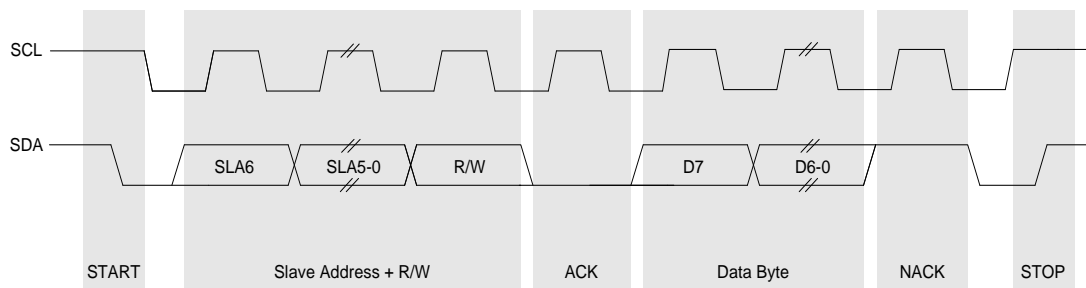 SCL
SDA
SLA6 SLA5-0 R/W D7 D6-0
START Slave Address + R/W ACK Data Byte NACK STOP